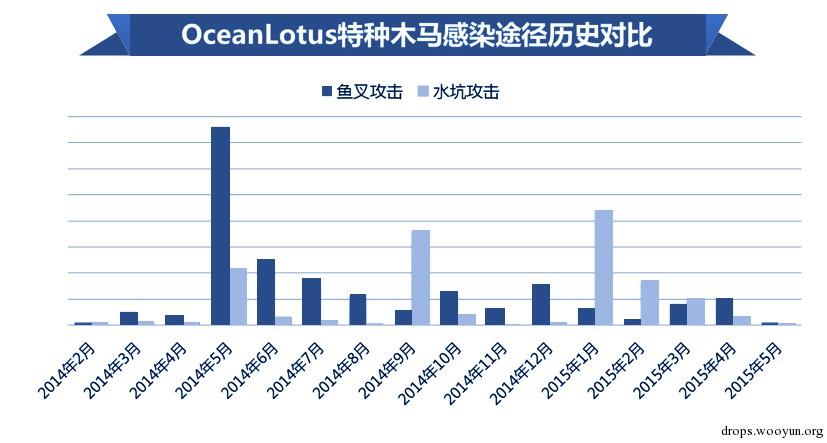 OceanLotus特种木马感染途径历史对比
鱼叉攻击 水坑攻击
2014年2月
2014年3月
2014年4月
2014年5月
2014年6月
2014年7月
2014年8月
2014年9月
2014年10月
2014年11月
2014年12月
2015年1月
2015年2月
2015年3月
2015年4月
2015年5月
drops.wooyun.org